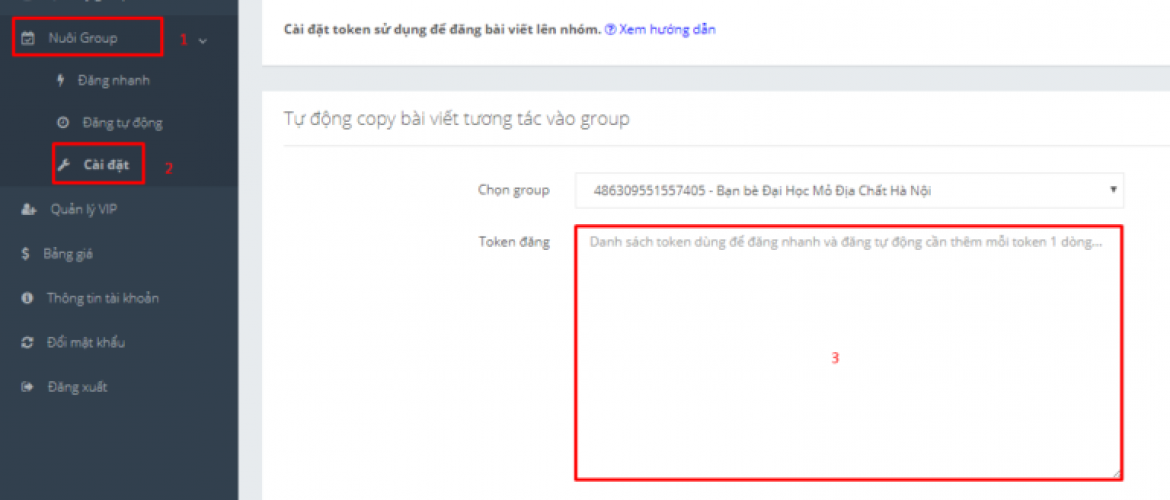 Nuôi Group
1
Đăng nhanh
Đăng tự động
Cài đặt
2
Quản lý VIP
Bảng giá
Thông tin tài khoản
Đổi mật khẩu
Đăng xuất
Cài đặt token sử dụng để đăng bài viết lên nhóm. Xem hướng dẫn
Tự động copy bài viết tương tác vào group
Chọn group
486309551557405 - Bạn bè Đại Học Mỏ Địa Chất Hà Nội
Token đăng
Danh sách token dùng để đăng nhanh và đăng tự động cần thêm mỗi token 1 dòng...
3